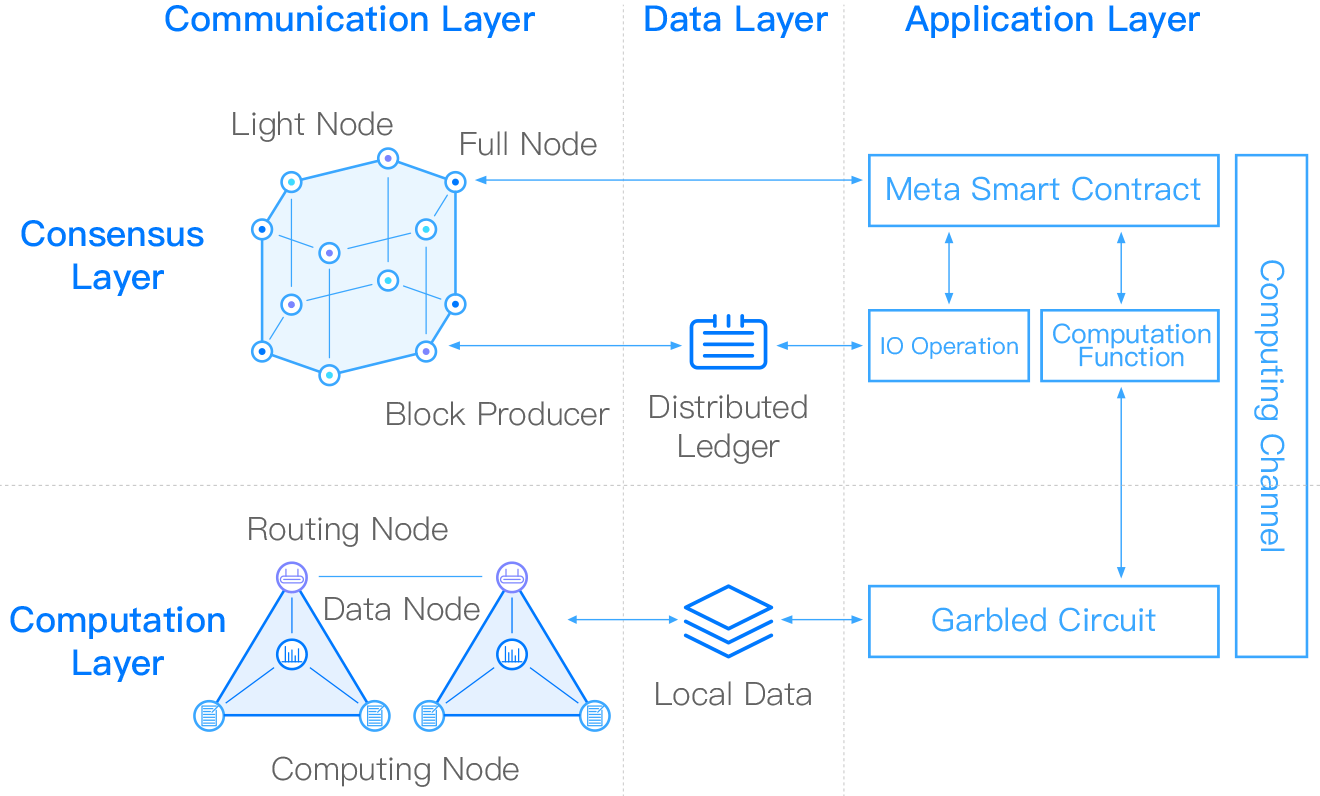 Communication Layer
Data Layer
Application Layer
Light Node
Full Node
Consensus
Layer
Meta Smart Contract
IO Operation
Computation
Function
Block Producer
Distributed
Ledger
Computing Channel
Routing Node
Data Node
Computation
Layer
Garbled Circuit
Local Data
Computing Node